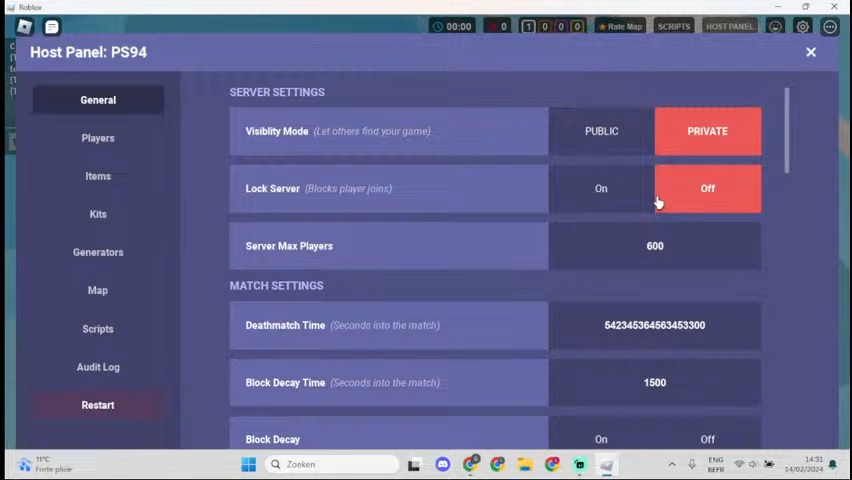 Roblox
00:00
0
1 0 0 0
Rate Map
SCRIPTS
HOST PANEL
Host Panel: PS94
General
Players
Items
Kits
Generators
Map
Scripts
Audit Log
Restart
SERVER SETTINGS
Visiblity Mode (Let others find your game) PUBLIC PRIVATE
Lock Server (Blocks player joins) On Off
Server Max Players 600
MATCH SETTINGS
Deathmatch Time (Seconds into the match) 542345364563453300
Block Decay Time (Seconds into the match) 1500
Block Decay On Off
11°C
Forte pluie
Zoeken
ENG
BEFR
14:31
14/02/2024